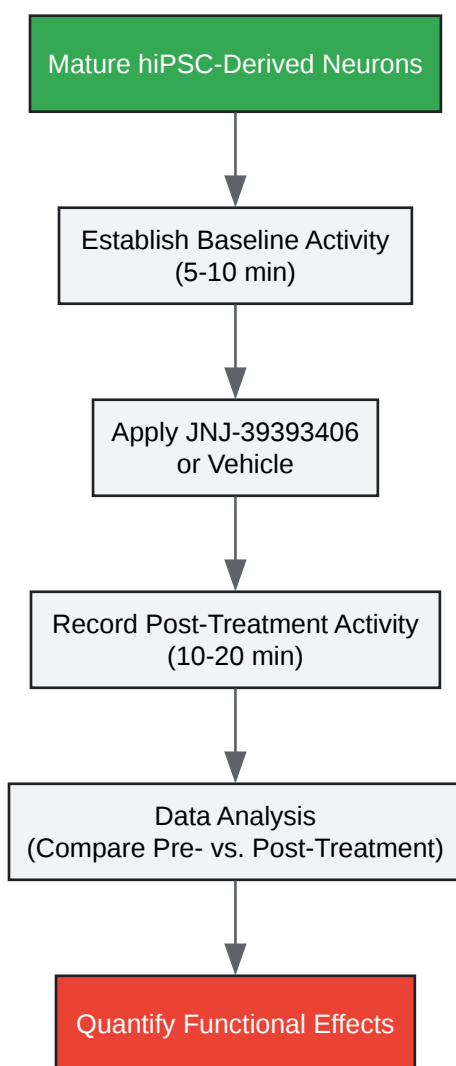 Mature hiPSC-Derived Neurons
Establish Baseline Activity
(5-10 min)
Apply JNJ-39393406
or Vehicle
Record Post-Treatment Activity
(10-20 min)
Data Analysis
(Compare Pre- vs. Post-Treatment)
Quantify Functional Effects